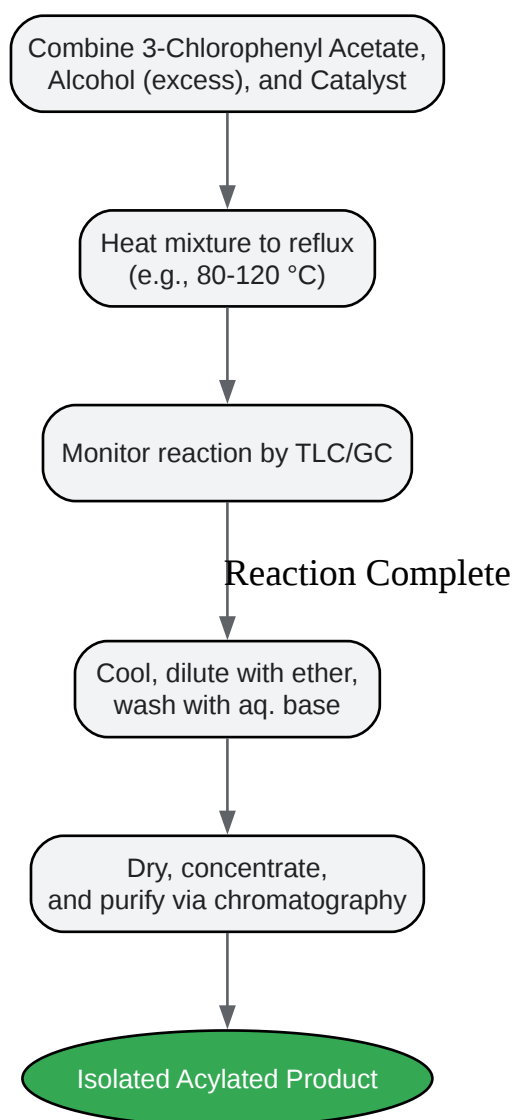 Combine 3-Chlorophenyl Acetate,
Alcohol (excess), and Catalyst
Heat mixture to reflux
(e.g., 80-120 °C)
Monitor reaction by TLC/GC
Reaction Complete
Cool, dilute with ether,
wash with aq. base
Dry, concentrate,
and purify via chromatography
Isolated Acylated Product